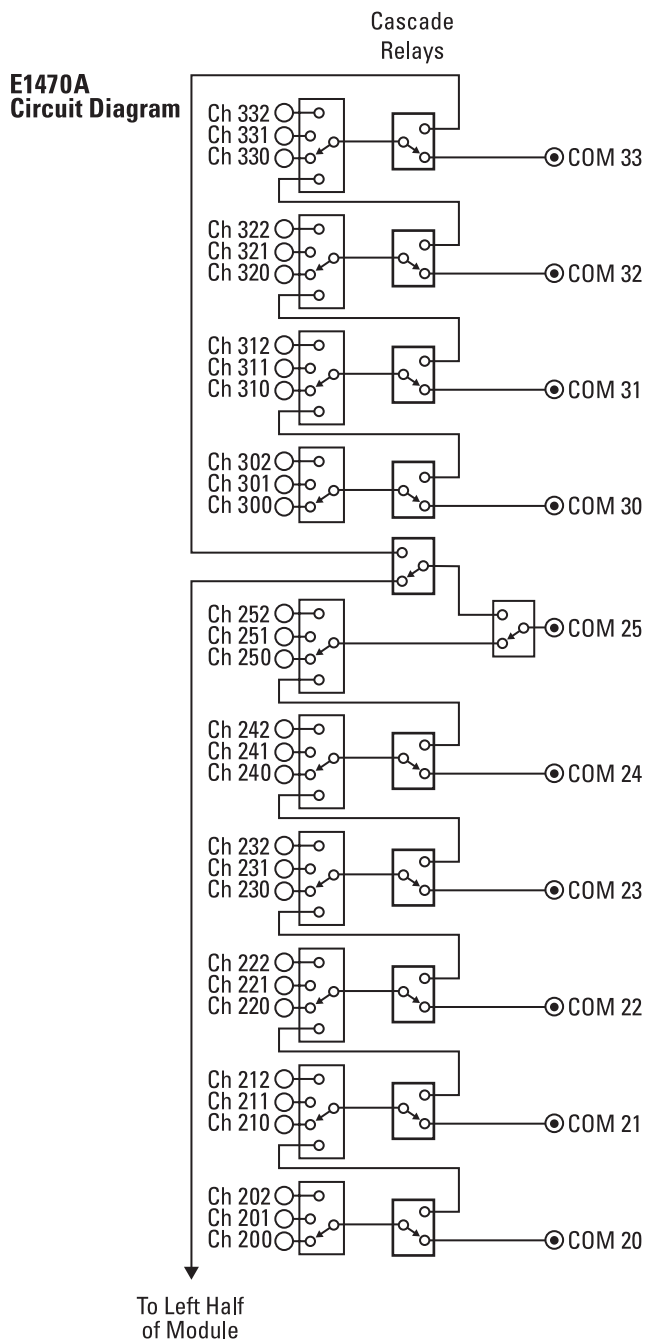 Cascade
Relays
E1470A
Circuit Diagram
Ch 332
Ch 331
Ch 330
COM 33
Ch 322
Ch 321
Ch 320
COM 32
Ch 312
Ch 311
Ch 310
COM 31
Ch 302
Ch 301
Ch 300
COM 30
Ch 252
Ch 251
Ch 250
COM 25
Ch 242
Ch 241
Ch 240
COM 24
Ch 232
Ch 231
Ch 230
COM 23
Ch 222
Ch 221
Ch 220
COM 22
Ch 212
Ch 211
Ch 210
COM 21
Ch 202
Ch 201
Ch 200
COM 20
To Left Half
of Module